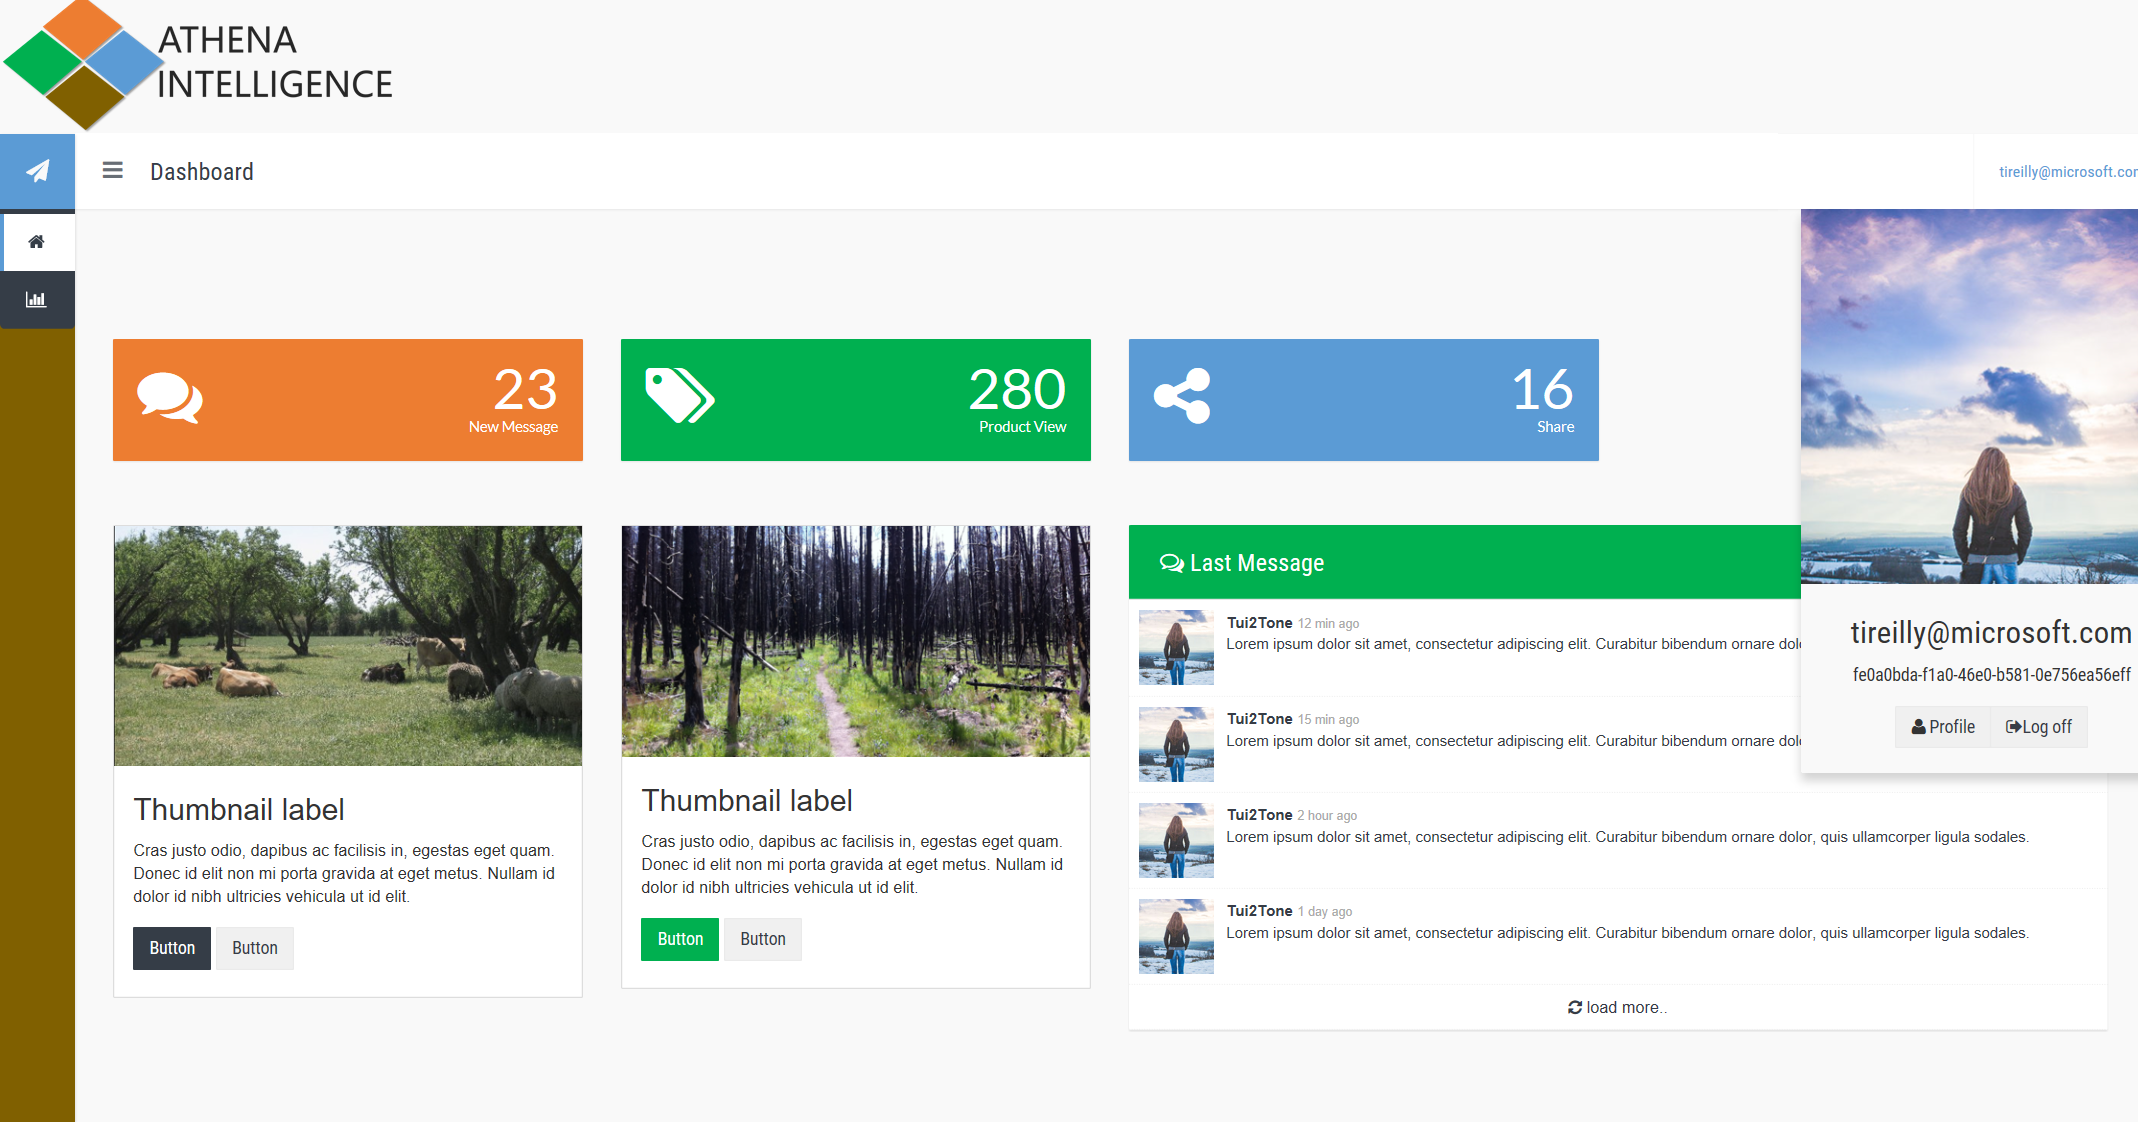 ATHENA
INTELLIGENCE
Dashboard
tireilly@microsoft.cor
23
New Message
280
Product View
16
Share
Thumbnail label
Cras justo odio, dapibus ac facilisis in, egestas eget quam.
Donec id elit non mi porta gravida at eget metus. Nullam id
dolor id nibh ultricies vehicula ut id elit.
Button
Button
Thumbnail label
Cras justo odio, dapibus ac facilisis in, egestas eget quam.
Donec id elit non mi porta gravida at eget metus. Nullam id
dolor id nibh ultricies vehicula ut id elit.
Button
Button
Last Message
Tui2Tone 12 min ago
Lorem ipsum dolor sit amet, consectetur adipiscing elit. Curabitur bibendum ornare dol
Tui2Tone 15 min ago
Lorem ipsum dolor sit amet, consectetur adipiscing elit. Curabitur bibendum ornare dol
Tui2Tone 2 hour ago
Lorem ipsum dolor sit amet, consectetur adipiscing elit. Curabitur bibendum ornare dolor, quis ullamcorper ligula sodales.
Tui2Tone 1 day ago
Lorem ipsum dolor sit amet, consectetur adipiscing elit. Curabitur bibendum ornare dolor, quis ullamcorper ligula sodales.
load more..
tireilly@microsoft.com
fe0a0bda-f1a0-46e0-b581-0e756ea56eff
Profile
Log off